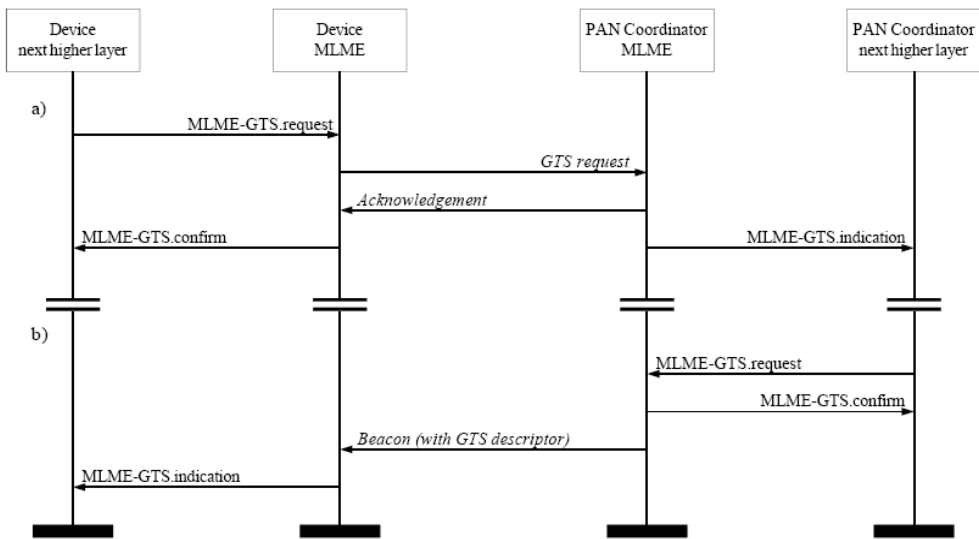 Device
next higher layer
Device
MLME
PAN Coordinator
MLME
PAN Coordinator
next higher layer
a)
MLME-GTS.request
GTS request
Acknowledgement
MLME-GTS.confirm
MLME-GTS.indication
b)
MLME-GTS.request
MLME-GTS.confirm
Beacon (with GTS descriptor)
MLME-GTS.indication